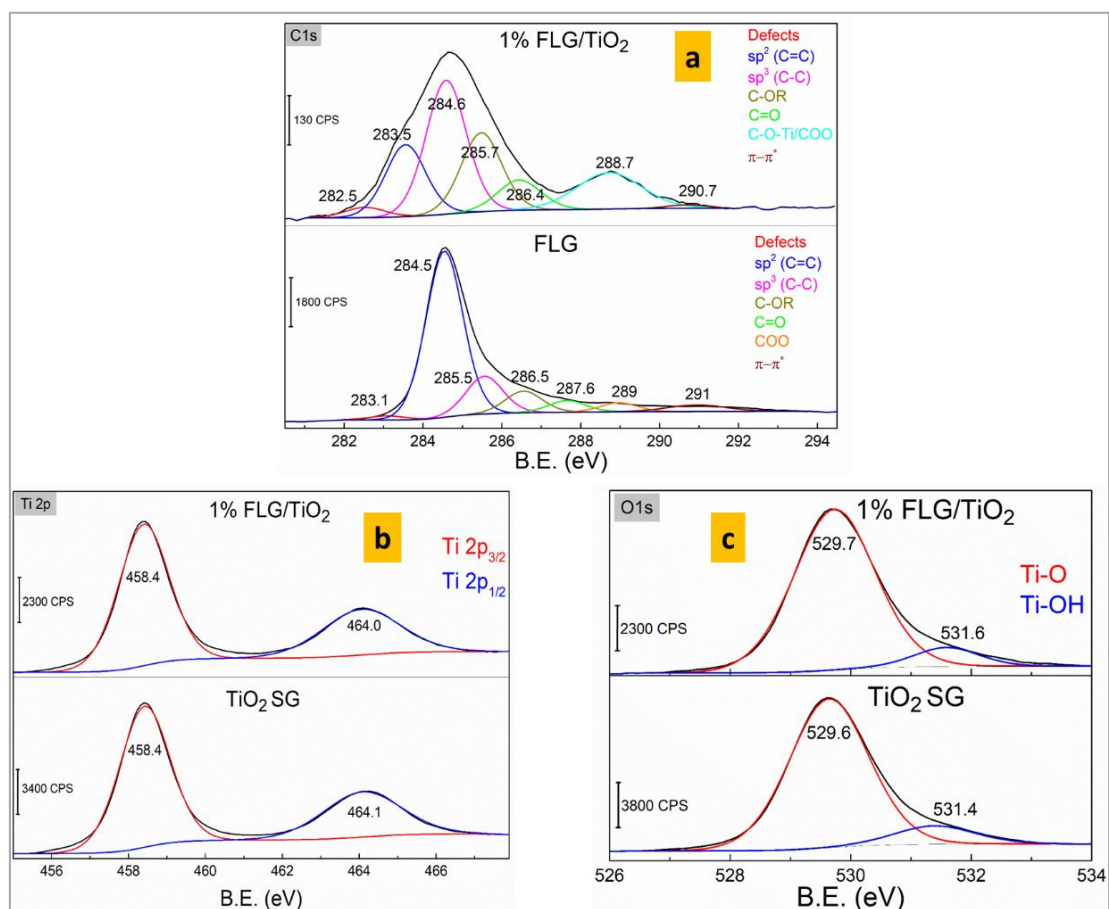 C1s
1% FLG/TiO₂
a
Defects
sp² (C=C)
sp³ (C-C)
C-OR
C=O
C-O-Ti/COO
π−π*
130 CPS
282.5
283.5
284.6
285.7
286.4
288.7
290.7
FLG
Defects
sp² (C=C)
sp³ (C-C)
C-OR
C=O
COO
π−π*
1800 CPS
283.1
284.5
285.5
286.5
287.6
289
291
282 284 286 288 290 292 294
B.E. (eV)
Ti 2p
1% FLG/TiO₂
b
Ti 2p₃/₂
Ti 2p₁/₂
2300 CPS
458.4
464.0
TiO₂ SG
3400 CPS
458.4
464.1
456 458 460 462 464 466
B.E. (eV)
O1s
1% FLG/TiO₂
c
Ti-O
Ti-OH
2300 CPS
529.7
531.6
TiO₂ SG
3800 CPS
529.6
531.4
526 528 530 532 534
B.E. (eV)